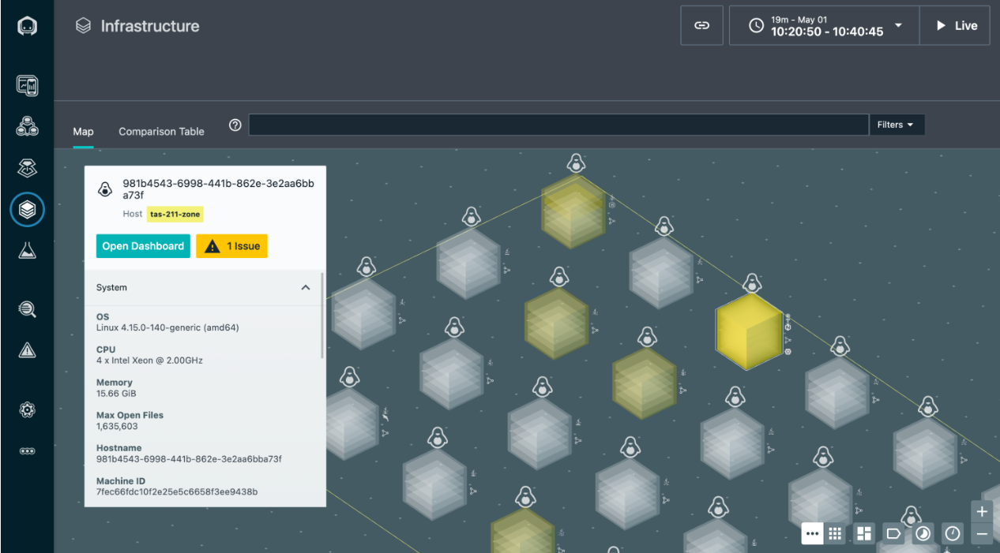 Infrastructure
19m - May 01
10:20:50 - 10:40:45
Live
Map
Comparison Table
Filters
981b4543-6998-441b-862e-3e2aa6bb
a73f
Host tas-211-zone
Open Dashboard
1 Issue
System
OS
Linux 4.15.0-140-generic (amd64)
CPU
4 x Intel Xeon @ 2.00GHz
Memory
15.66 GiB
Max Open Files
1,635,603
Hostname
981b4543-6998-441b-862e-3e2aa6bba73f
Machine ID
7fec66fdc10f2e25e5c6658f3ee9438b